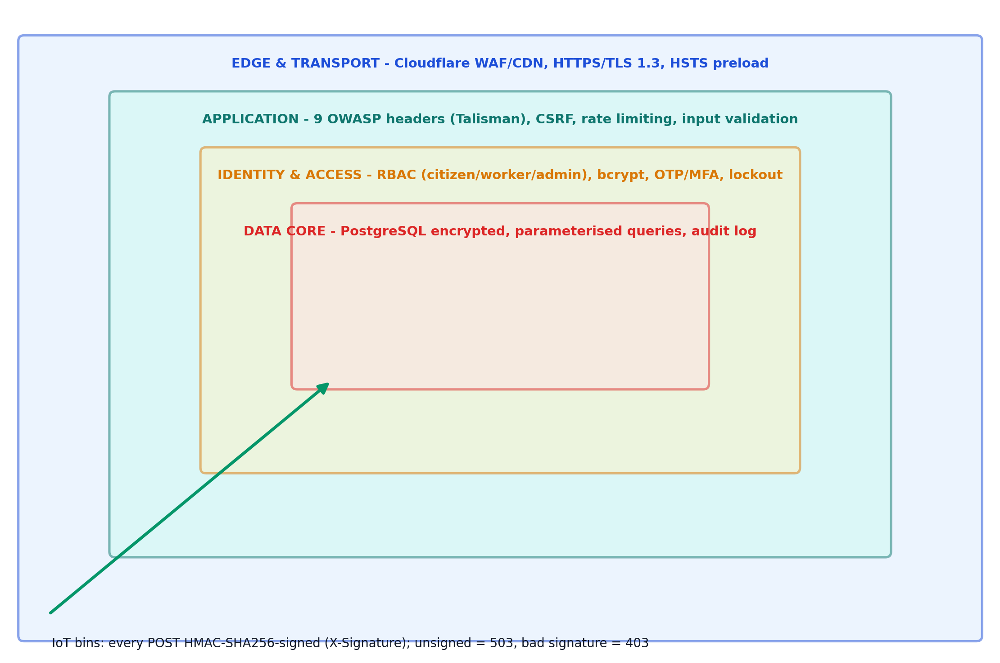 EDGE & TRANSPORT - Cloudflare WAF/CDN, HTTPS/TLS 1.3, HSTS preload
APPLICATION - 9 OWASP headers (Talisman), CSRF, rate limiting, input validation
IDENTITY & ACCESS - RBAC (citizen/worker/admin), bcrypt, OTP/MFA, lockout
DATA CORE - PostgreSQL encrypted, parameterised queries, audit log
IoT bins: every POST HMAC-SHA256-signed (X-Signature); unsigned = 503, bad signature = 403